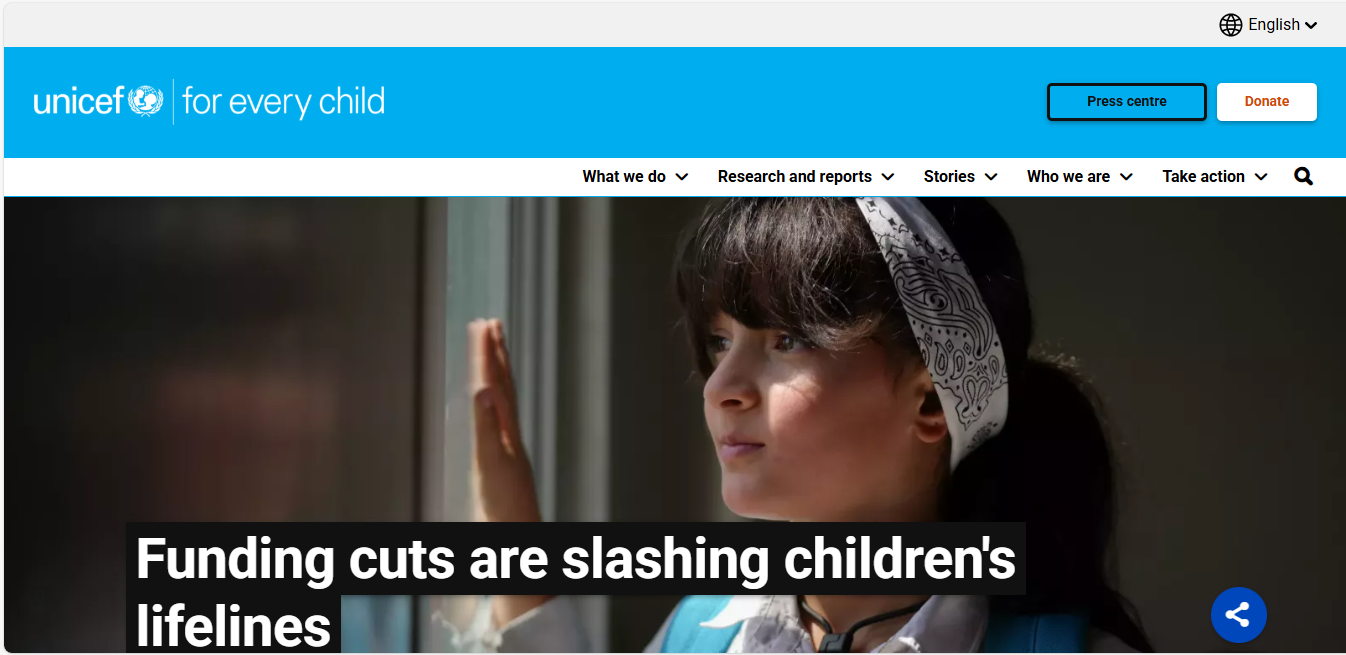 English
unicef for every child
Press centre
Donate
What we do
Research and reports
Stories
Who we are
Take action
Funding cuts are slashing children's
lifelines